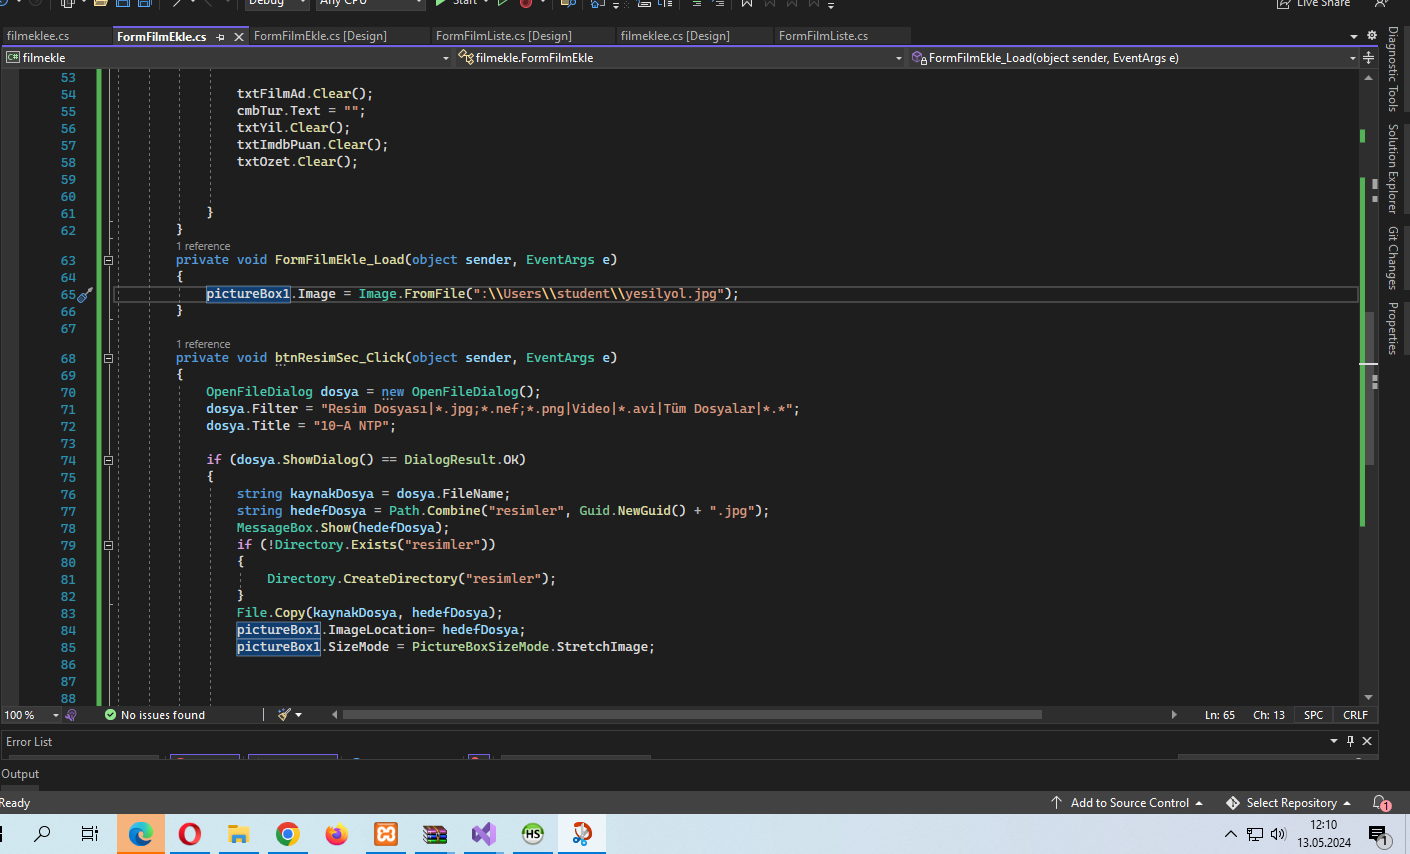 Debug Any CPU Start Live Share
filmeklee.cs FormFilmEkle.cs FormFilmEkle.cs [Design] FormFilmListe.cs [Design] filmeklee.cs [Design] FormFilmListe.cs
C# filmekle filmekle.FormFilmEkle FormFilmEkle_Load(object sender, EventArgs e)
53
54 txtFilmAd.Clear();
55 cmbTur.Text = "";
56 txtYil.Clear();
57 txtImdbPuan.Clear();
58 txtOzet.Clear();
59
60
61 }
62 }
1 reference
63 private void FormFilmEkle_Load(object sender, EventArgs e)
64 {
65 pictureBox1.Image = Image.FromFile(":\\Users\\student\\yesilyol.jpg");
66 }
67
1 reference
68 private void btnResimSec_Click(object sender, EventArgs e)
69 {
70 OpenFileDialog dosya = new OpenFileDialog();
71 dosya.Filter = "Resim Dosyası|*.jpg;*.nef;*.png|Video|*.avi|Tüm Dosyalar|*.*";
72 dosya.Title = "10-A NTP";
73
74 if (dosya.ShowDialog() == DialogResult.OK)
75 {
76 string kaynakDosya = dosya.FileName;
77 string hedefDosya = Path.Combine("resimler", Guid.NewGuid() + ".jpg");
78 MessageBox.Show(hedefDosya);
79 if (!Directory.Exists("resimler"))
80 {
81 Directory.CreateDirectory("resimler");
82 }
83 File.Copy(kaynakDosya, hedefDosya);
84 pictureBox1.ImageLocation= hedefDosya;
85 pictureBox1.SizeMode = PictureBoxSizeMode.StretchImage;
86
87
88
Diagnostic Tools
Solution Explorer
Git Changes
Properties
100 % No issues found Ln: 65 Ch: 13 SPC CRLF
Error List
Output
Ready Add to Source Control Select Repository 1
HS 12:10
13.05.2024 1